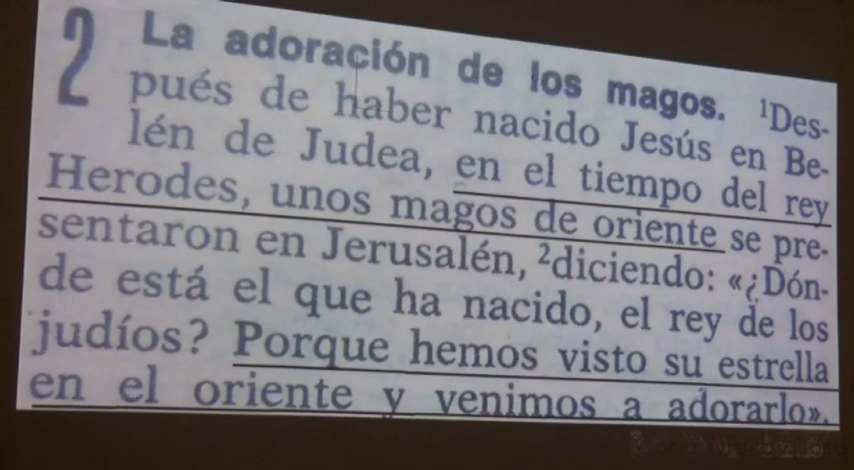 2 La adoración de los magos. ¹Des-
pués de haber nacido Jesús en Be-
lén de Judea, en el tiempo del rey
Herodes, unos magos de oriente se pre-
sentaron en Jerusalén, ²diciendo: «¿Dón-
de está el que ha nacido, el rey de los
judíos? Porque hemos visto su estrella
en el oriente y venimos a adorarlo».